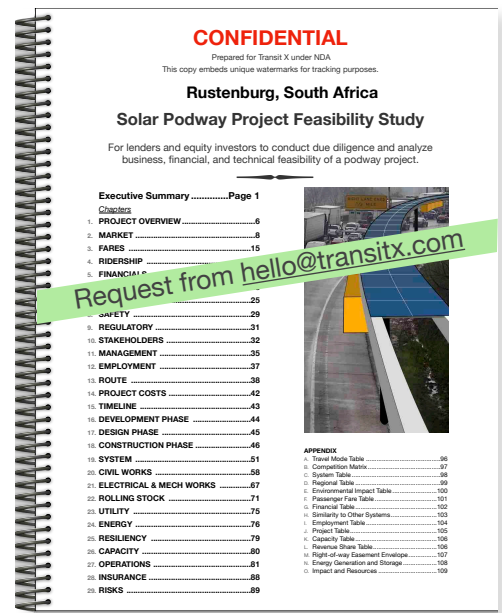 CONFIDENTIAL
Prepared for Transit X under NDA
This copy embeds unique watermarks for tracking purposes.
Rustenburg, South Africa
Solar Podway Project Feasibility Study
For lenders and equity investors to conduct due diligence and analyze
business, financial, and technical feasibility of a podway project.
Executive Summary ..............Page 1
Chapters
1. PROJECT OVERVIEW ....................................6
2. MARKET ....................................8
3. FARES ....................................15
4. RIDERSHIP
5. FINANCIALS
Request from hello@transitx.com
25
8. SAFETY ....................................29
9. REGULATORY ....................................31
10. STAKEHOLDERS ....................................32
11. MANAGEMENT ....................................35
12. EMPLOYMENT ....................................37
13. ROUTE ....................................38
14. PROJECT COSTS ....................................42
15. TIMELINE ....................................43
16. DEVELOPMENT PHASE ....................................44
17. DESIGN PHASE ....................................45
18. CONSTRUCTION PHASE ....................................46
19. SYSTEM ....................................51
20. CIVIL WORKS ....................................58
21. ELECTRICAL & MECH WORKS ..............67
22. ROLLING STOCK ....................................71
23. UTILITY ....................................75
24. ENERGY ....................................76
25. RESILIENCY ....................................79
26. CAPACITY ....................................80
27. OPERATIONS ....................................81
28. INSURANCE ....................................88
29. RISKS ....................................89
APPENDIX
A. Travel Mode Table ....................................96
B. Competition Matrix ....................................97
C. System Table ....................................98
D. Regional Table ....................................99
E. Environmental Impact Table ....................100
F. Passenger Fare Table ....................101
G. Financial Table ....................................102
H. Similarity to Other Systems ....................103
I. Employment Table ....................................104
J. Project Table ....................................105
K. Capacity Table ....................................106
L. Revenue Share Table ....................................106
M. Right-of-way Easement Envelope ..............107
N. Energy Generation and Storage ..............108
O. Impact and Resources ....................109